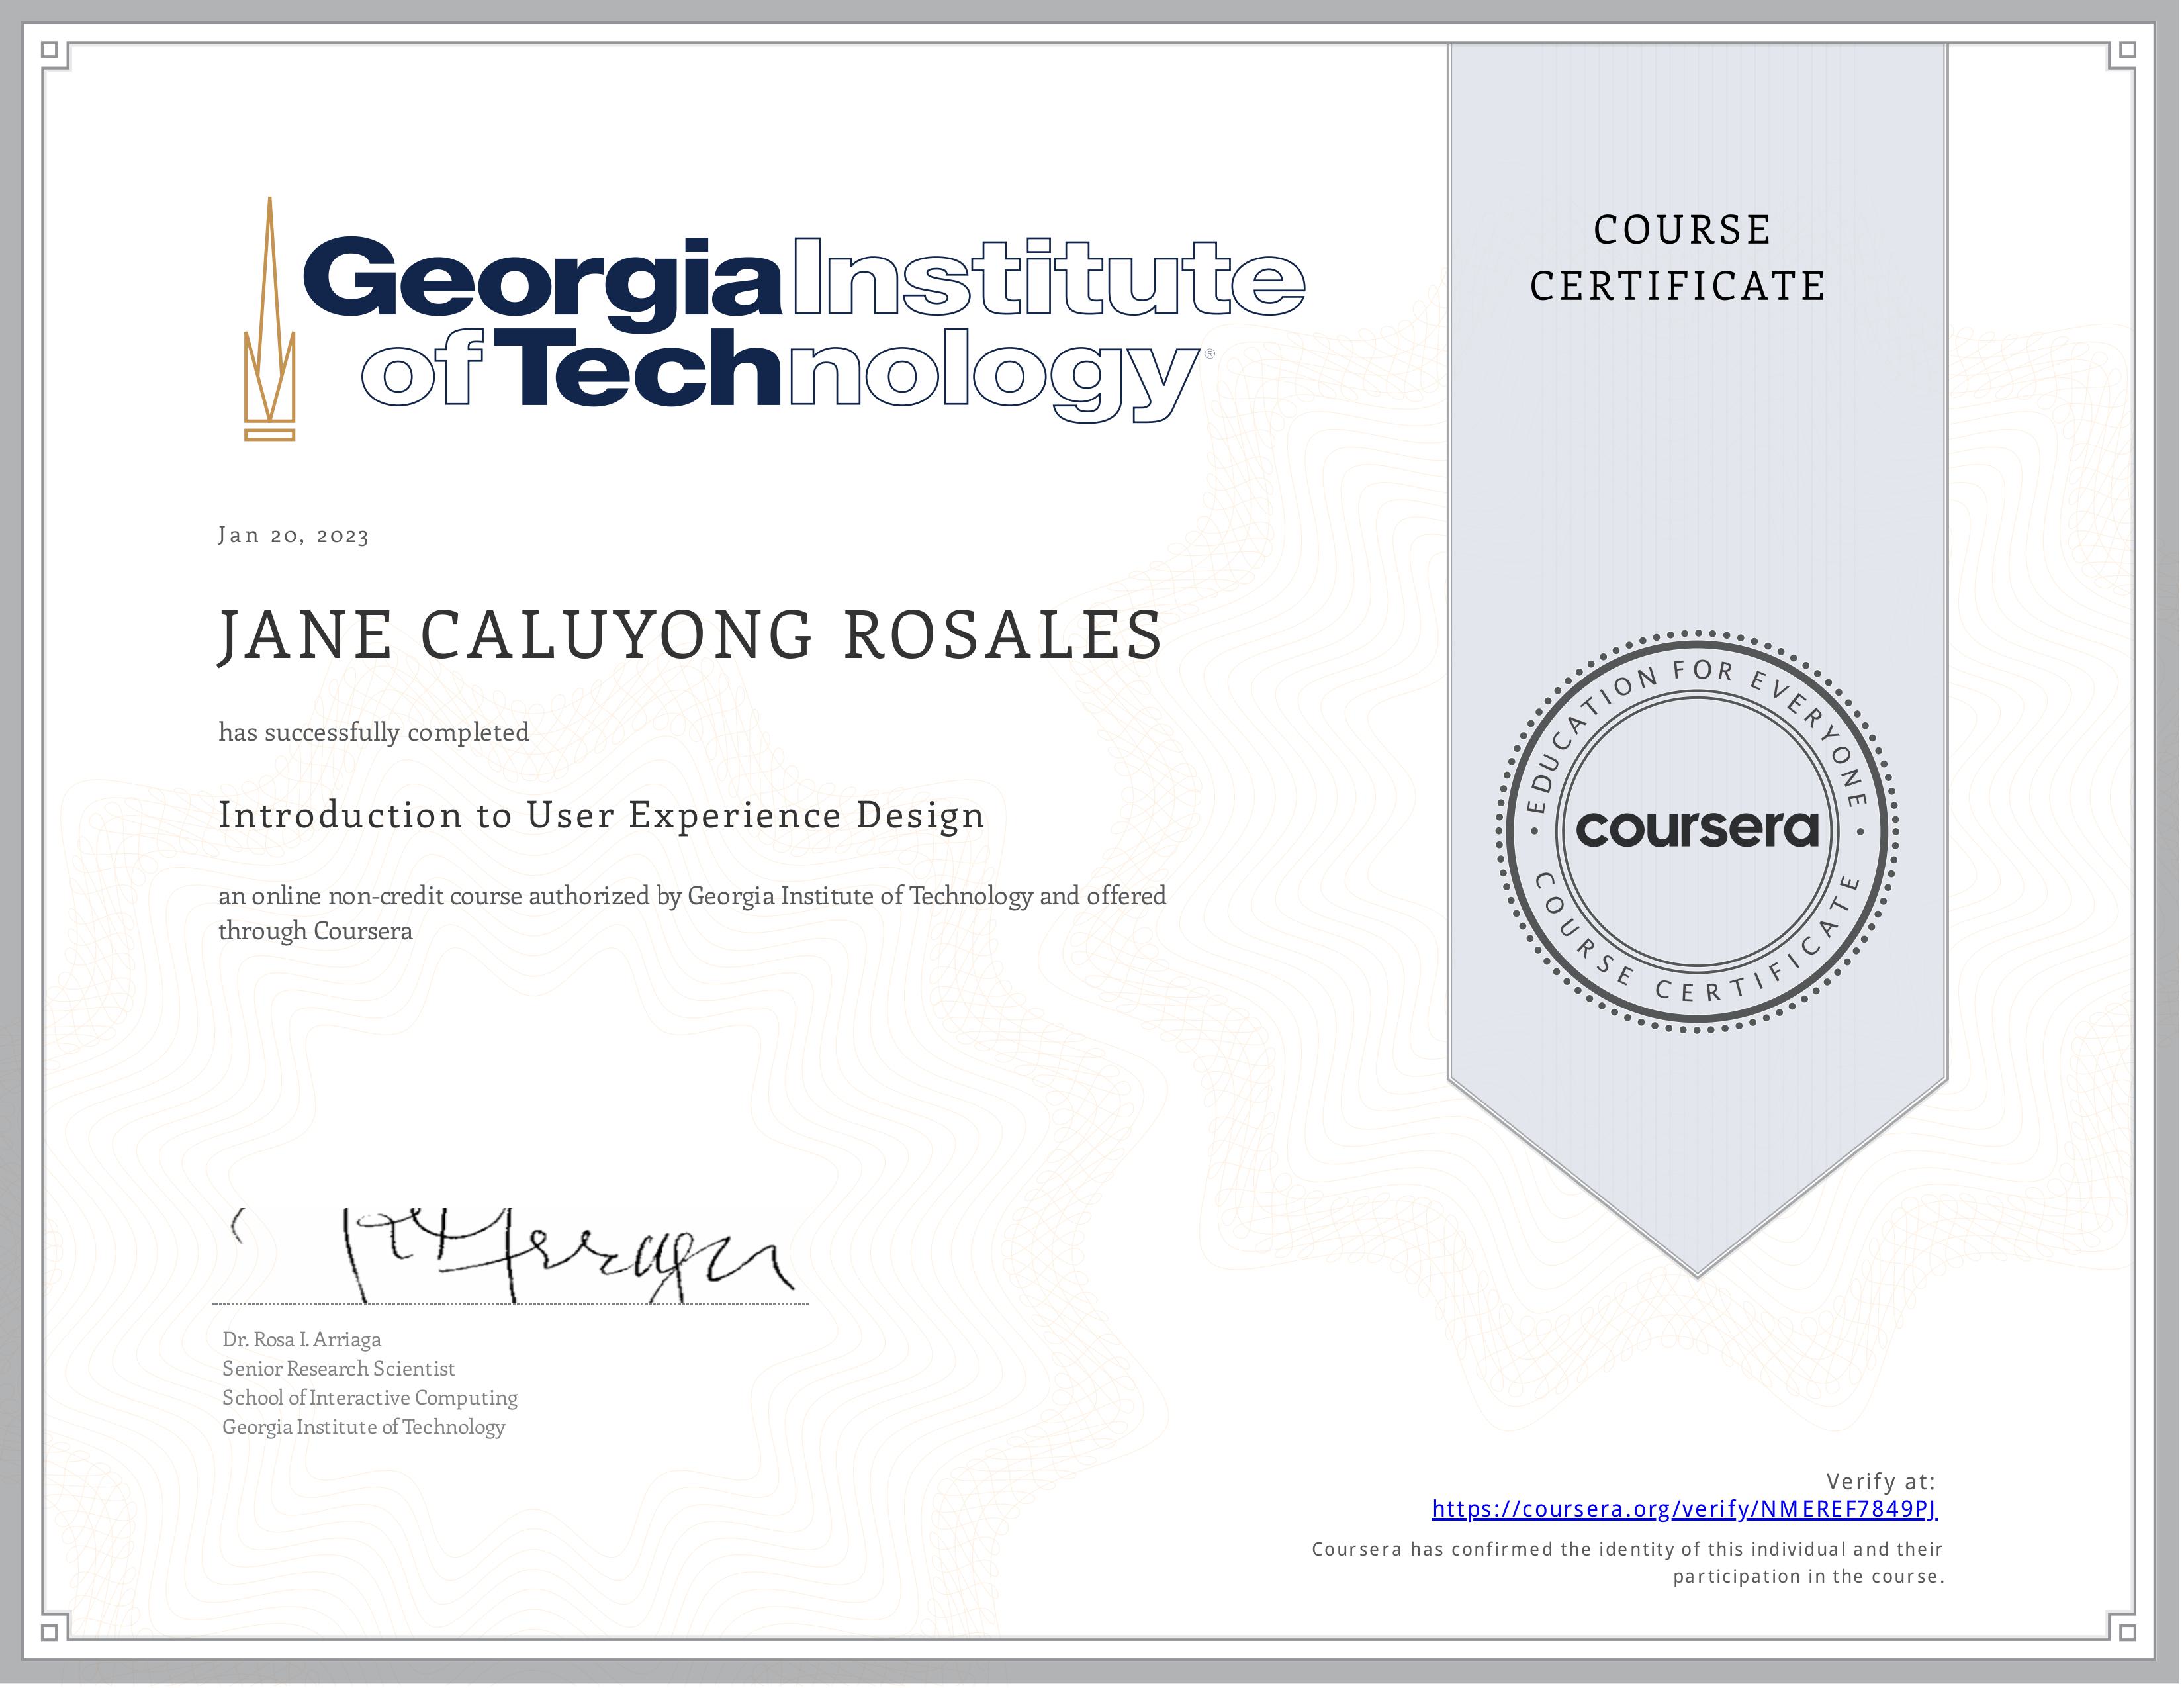 Georgia Institute
of Technology®
COURSE
CERTIFICATE
Jan 20, 2023
JANE CALUYONG ROSALES
has successfully completed
Introduction to User Experience Design
an online non-credit course authorized by Georgia Institute of Technology and offered
through Coursera
EDUCATION FOR EVERYONE
coursera
COURSE CERTIFICATE
Dr. Rosa I. Arriaga
Senior Research Scientist
School of Interactive Computing
Georgia Institute of Technology
Verify at:
https://coursera.org/verify/NMEREF7849PJ
Coursera has confirmed the identity of this individual and their
participation in the course.